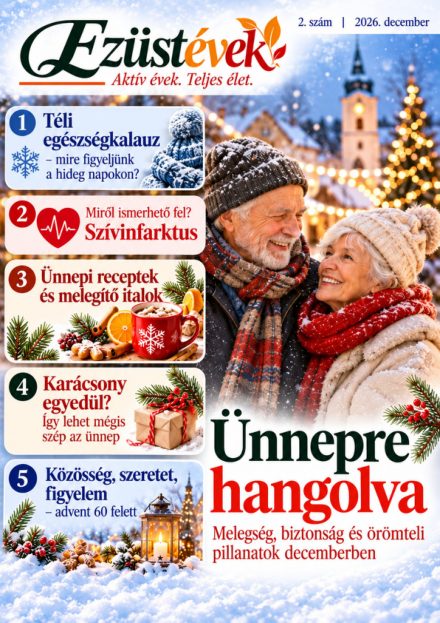 Ezüstévek
Aktív évek. Teljes élet.
2. szám | 2026. december
1
Téli
egészségkalauz
– mire figyeljünk
a hideg napokon?
2
Miről ismerhető fel?
Szívinfarktus
3
Ünnepi receptek
és melegítő italok
4
Karácsony
egyedül?
Így lehet mégis
szép az ünnep
5
Közösség, szeretet,
figyelem
– advent 60 felett
Ünnepre
hangolva
Melegség, biztonság és örömteli
pillanatok decemberben